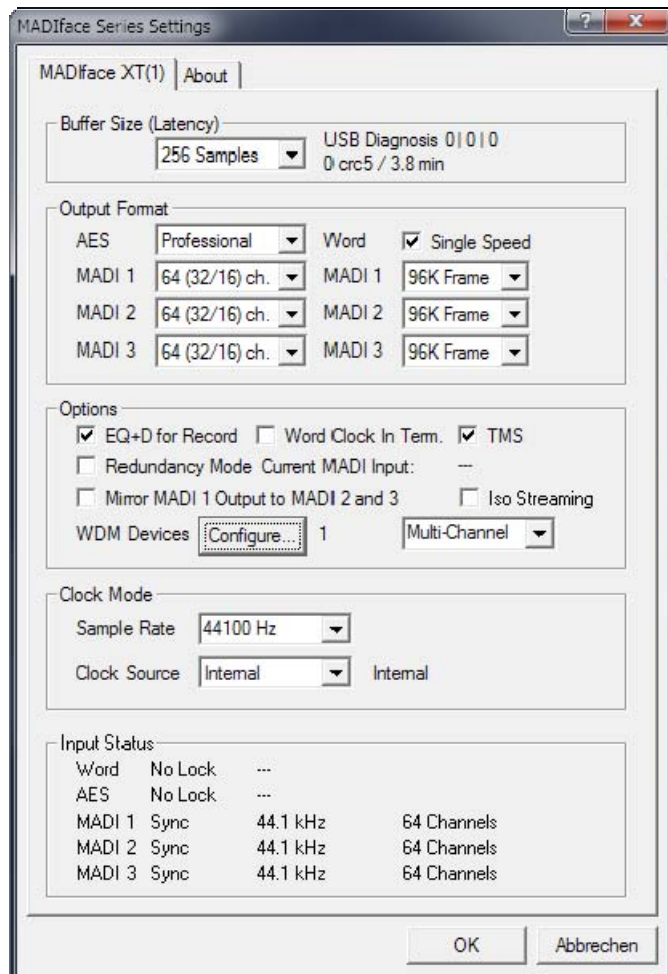 MADIface Series Settings
MADIface XT(1) About
Buffer Size (Latency)
256 Samples USB Diagnosis 0|0|0
0 crc5 / 3.8 min
Output Format
AES Professional Word Single Speed
MADI 1 64 (32/16) ch. MADI 1 96K Frame
MADI 2 64 (32/16) ch. MADI 2 96K Frame
MADI 3 64 (32/16) ch. MADI 3 96K Frame
Options
EQ+D for Record Word Clock In Term. TMS
Redundancy Mode Current MADI Input: ---
Mirror MADI 1 Output to MADI 2 and 3 Iso Streaming
WDM Devices Configure... 1 Multi-Channel
Clock Mode
Sample Rate 44100 Hz
Clock Source Internal Internal
Input Status
Word No Lock ---
AES No Lock ---
MADI 1 Sync 44.1 kHz 64 Channels
MADI 2 Sync 44.1 kHz 64 Channels
MADI 3 Sync 44.1 kHz 64 Channels
OK Abbrechen